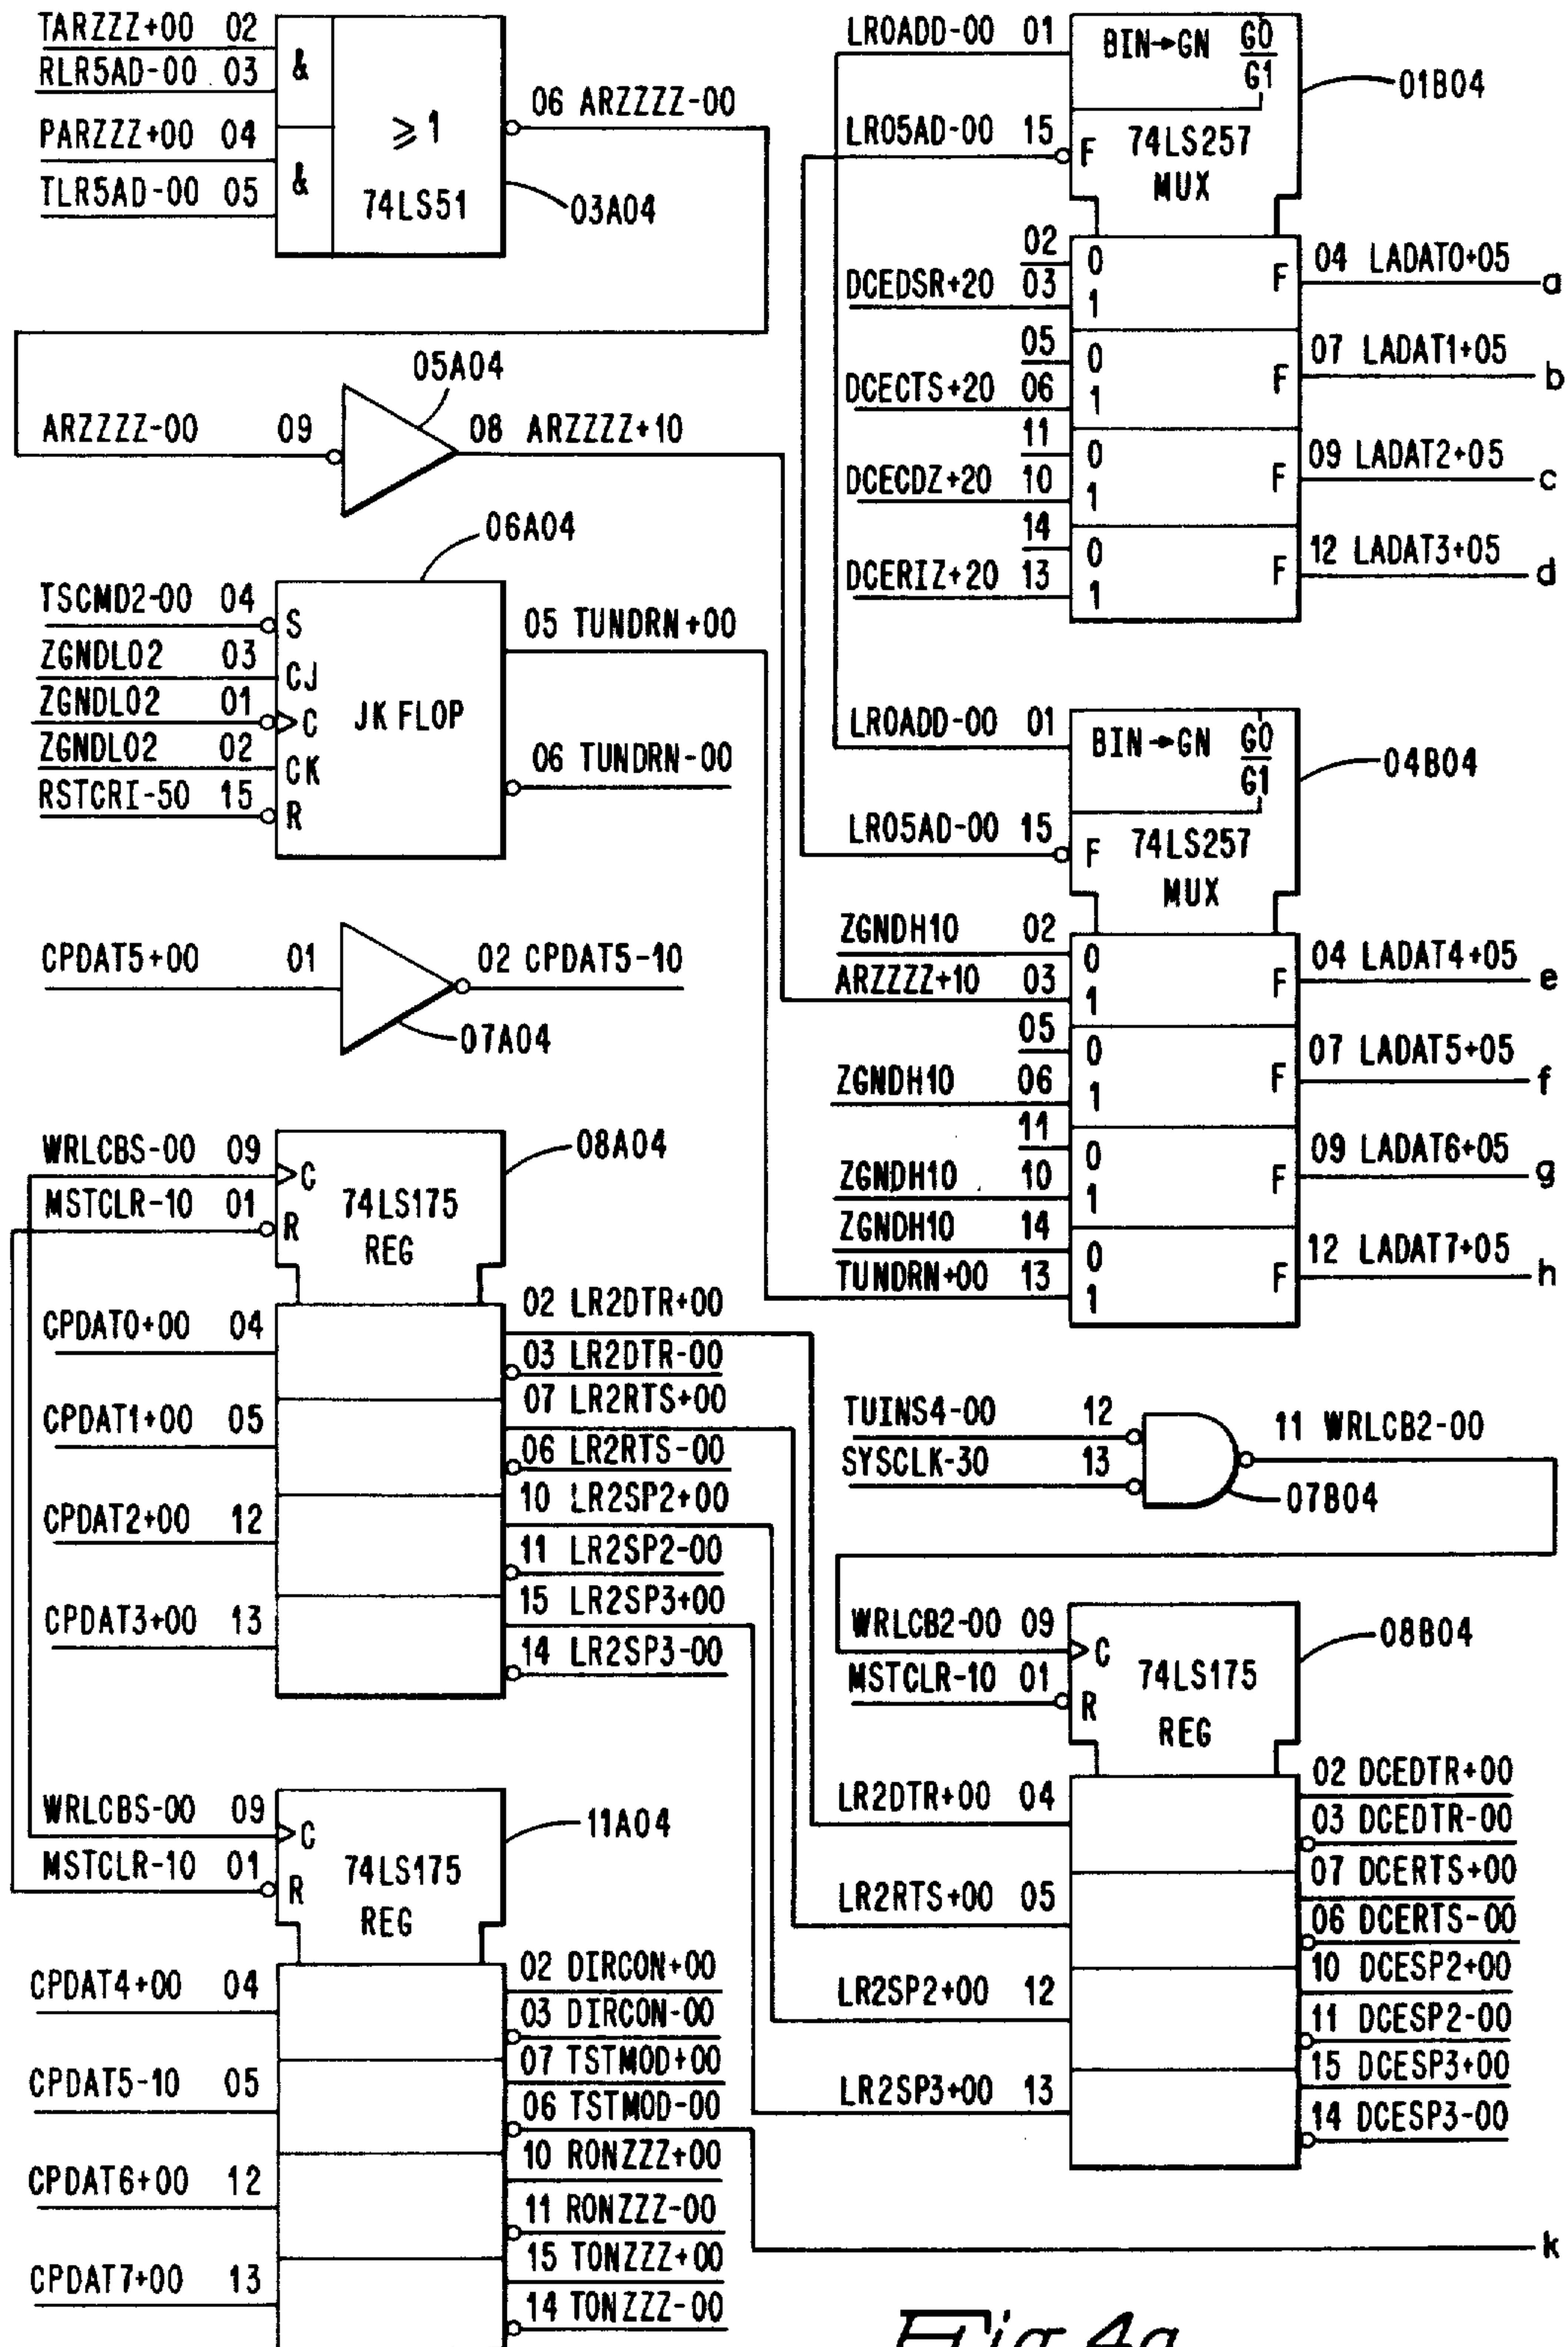 TARZZZ+00 02
RLR5AD-00 03
PARZZZ+00 04
TLR5AD-00 05
&
&
≥1
74LS51
06 ARZZZZ-00
03A04
05A04
ARZZZZ-00 09
08 ARZZZZ+10
06A04
TSCMD2-00 04
ZGNDL02 03
ZGNDL02 01
ZGNDL02 02
RSTCRI-50 15
S
CJ
C
CK
R
JK FLOP
05 TUNDRN+00
06 TUNDRN-00
CPDAT5+00 01
02 CPDAT5-10
07A04
WRLCBS-00 09
MSTCLR-10 01
C
R
74LS175
REG
08A04
CPDAT0+00 04
CPDAT1+00 05
CPDAT2+00 12
CPDAT3+00 13
02 LR2DTR+00
03 LR2DTR-00
07 LR2RTS+00
06 LR2RTS-00
10 LR2SP2+00
11 LR2SP2-00
15 LR2SP3+00
14 LR2SP3-00
WRLCBS-00 09
MSTCLR-10 01
C
R
74LS175
REG
11A04
CPDAT4+00 04
CPDAT5-10 05
CPDAT6+00 12
CPDAT7+00 13
02 DIRCON+00
03 DIRCON-00
07 TSTMOD+00
06 TSTMOD-00
10 RONZZZ+00
11 RONZZZ-00
15 TONZZZ+00
14 TONZZZ-00
k
LR0ADD-00 01
LR05AD-00 15
BIN→GN G0
G1
F
74LS257
MUX
01B04
02
DCEDSR+20 03
05
DCECTS+20 06
11
DCECDZ+20 10
14
DCERIZ+20 13
0
1
0
1
0
1
0
1
F
F
F
F
04 LADAT0+05 a
07 LADAT1+05 b
09 LADAT2+05 c
12 LADAT3+05 d
LR0ADD-00 01
LR05AD-00 15
BIN→GN G0
G1
F
74LS257
MUX
04B04
ZGNDH10 02
ARZZZZ+10 03
05
ZGNDH10 06
11
ZGNDH10 10
ZGNDH10 14
TUNDRN+00 13
0
1
0
1
0
1
0
1
F
F
F
F
04 LADAT4+05 e
07 LADAT5+05 f
09 LADAT6+05 g
12 LADAT7+05 h
TUINS4-00 12
SYSCLK-30 13
11 WRLCB2-00
07B04
WRLCB2-00 09
MSTCLR-10 01
C
R
74LS175
REG
08B04
LR2DTR+00 04
LR2RTS+00 05
LR2SP2+00 12
LR2SP3+00 13
02 DCEDTR+00
03 DCEDTR-00
07 DCERTS+00
06 DCERTS-00
10 DCESP2+00
11 DCESP2-00
15 DCESP3+00
14 DCESP3-00
Fig. 4a